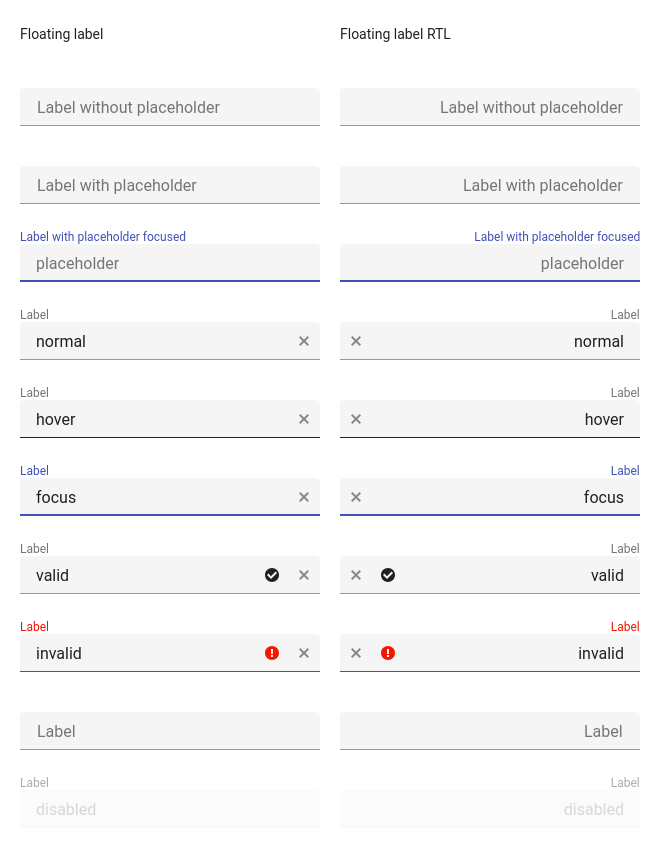 Floating label
Floating label RTL
Label without placeholder
Label without placeholder
Label with placeholder
Label with placeholder
Label with placeholder focused
Label with placeholder focused
placeholder
placeholder
Label
Label
normal
normal
Label
Label
hover
hover
Label
Label
focus
focus
Label
Label
valid
valid
Label
Label
invalid
invalid
Label
Label
Label
Label
disabled
disabled